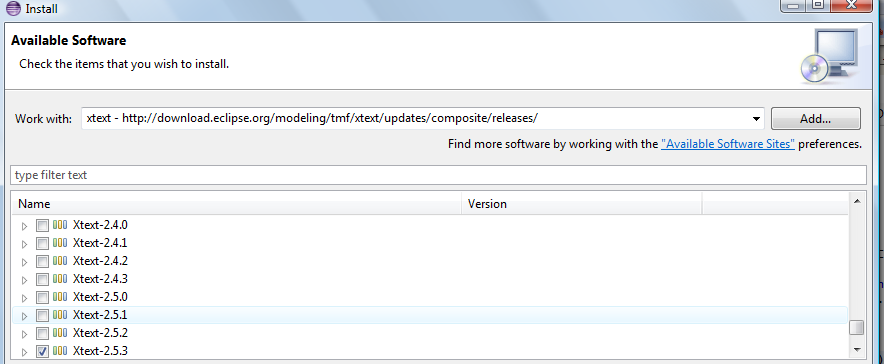 Install
Available Software
Check the items that you wish to install.
Work with: xtext - http://download.eclipse.org/modeling/tmf/xtext/updates/composite/releases/ Add...
Find more software by working with the "Available Software Sites" preferences.
type filter text
Name Version
Xtext-2.4.0
Xtext-2.4.1
Xtext-2.4.2
Xtext-2.4.3
Xtext-2.5.0
Xtext-2.5.1
Xtext-2.5.2
Xtext-2.5.3